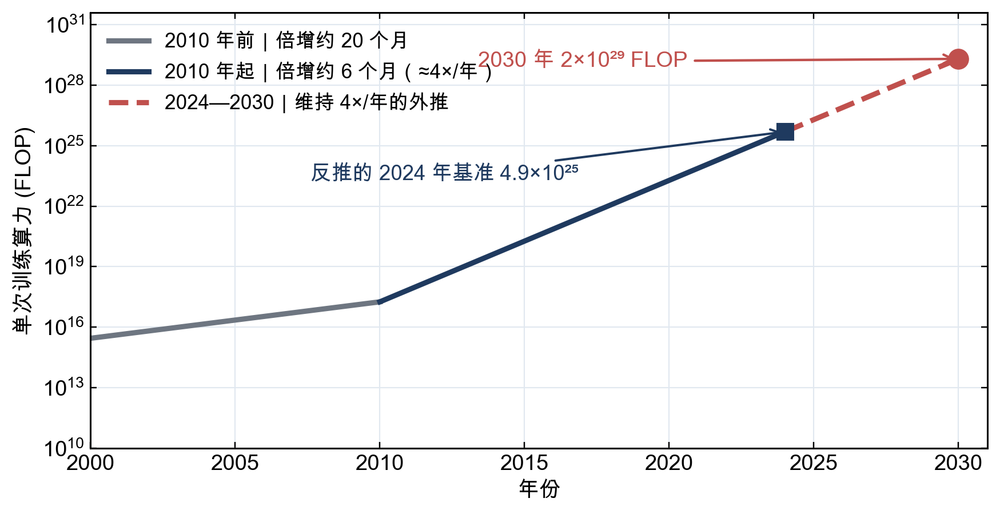 10³¹
10²⁸
10²⁵
10²²
10¹⁹
10¹⁶
10¹³
10¹⁰
单次训练算力 (FLOP)
2010 年前 | 倍增约 20 个月
2010 年起 | 倍增约 6 个月 ( ≈4×/年 )
2024—2030 | 维持 4×/年的外推
2030 年 2×10²⁹ FLOP
反推的 2024 年基准 4.9×10²⁵
2000 2005 2010 2015 2020 2025 2030
年份